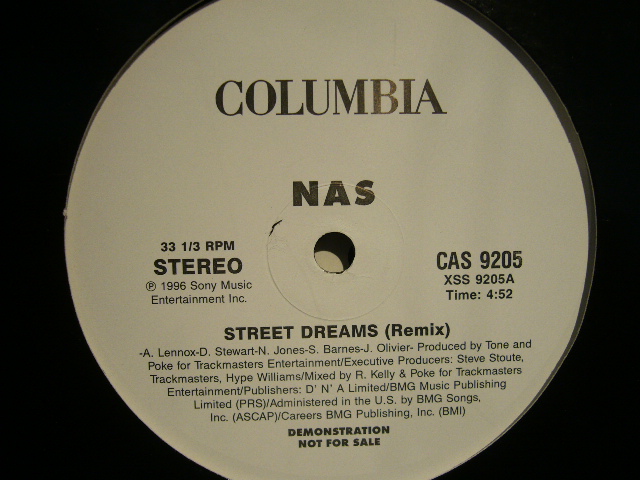 COLUMBIA
NAS
33 1/3 RPM
STEREO
℗ 1996 Sony Music
Entertainment Inc.
CAS 9205
XSS 9205A
Time: 4:52
STREET DREAMS (Remix)
-A. Lennox-D. Stewart-N. Jones-S. Barnes-J. Olivier- Produced by Tone and
Poke for Trackmasters Entertainment/Executive Producers: Steve Stoute,
Trackmasters, Hype Williams/Mixed by R. Kelly & Poke for Trackmasters
Entertainment/Publishers: D' N' A Limited/BMG Music Publishing
Limited (PRS)/Administered in the U.S. by BMG Songs,
Inc. (ASCAP)/Careers BMG Publishing, Inc. (BMI)
DEMONSTRATION
NOT FOR SALE